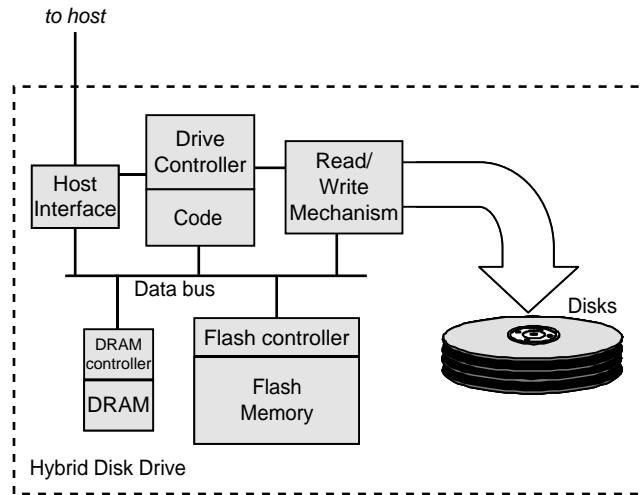 to host
Drive
Controller
Code
Read/
Write
Mechanism
Host
Interface
Data bus
Disks
DRAM
controller
DRAM
Flash controller
Flash
Memory
Hybrid Disk Drive